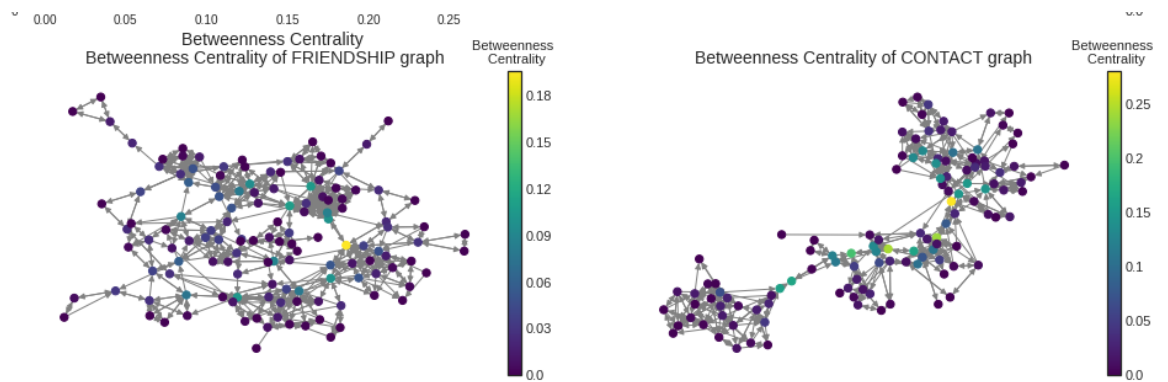 0.00 0.05 0.10 0.15 0.20 0.25
Betweenness Centrality
Betweenness Centrality of FRIENDSHIP graph
Betweenness
Centrality
0.18
0.15
0.12
0.09
0.06
0.03
0.0
Betweenness Centrality of CONTACT graph
Betweenness
Centrality
0.25
0.2
0.15
0.1
0.05
0.0